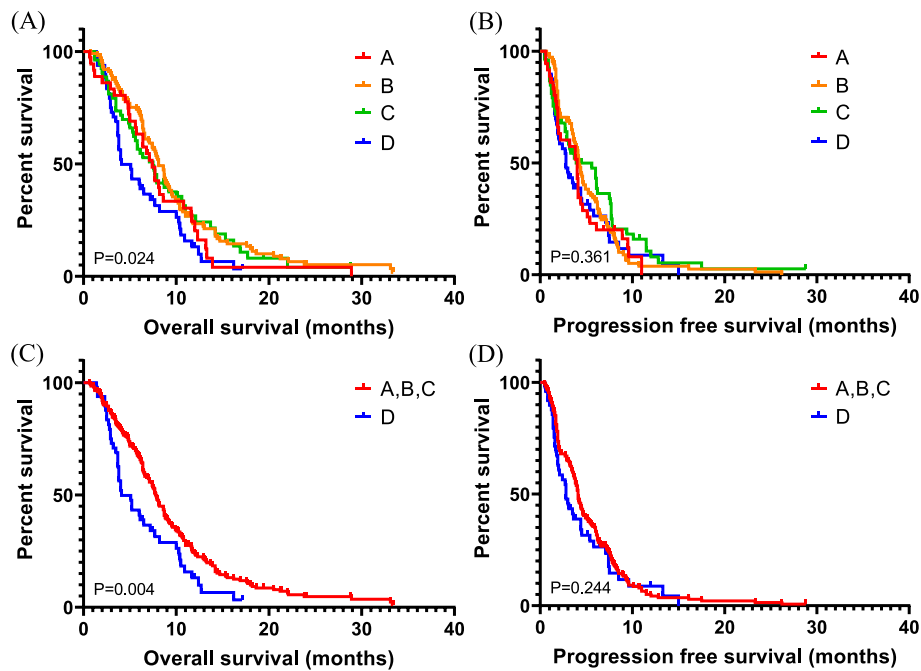 (A)
Percent survival
100
50
0
0 10 20 30 40
Overall survival (months)
A
B
C
D
P=0.024
(B)
Percent survival
100
50
0
0 10 20 30 40
Progression free survival (months)
A
B
C
D
P=0.361
(C)
Percent survival
100
50
0
0 10 20 30 40
Overall survival (months)
A,B,C
D
P=0.004
(D)
Percent survival
100
50
0
0 10 20 30 40
Progression free survival (months)
A,B,C
D
P=0.244